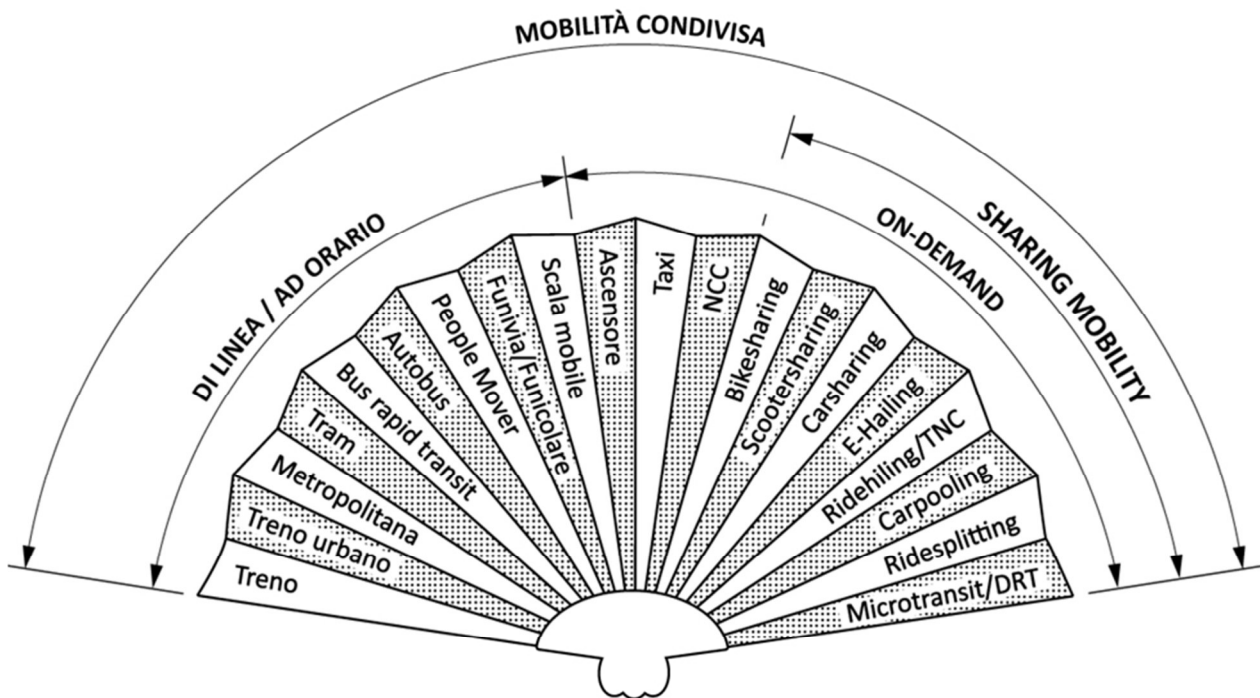 MOBILITÀ CONDIVISA
DI LINEA / AD ORARIO
ON-DEMAND
SHARING MOBILITY
Treno
Treno urbano
Metropolitana
Tram
Bus rapid transit
Autobus
People Mover
Funivia/Funicolare
Scala mobile
Ascensore
Taxi
NCC
Bikesharing
Scootersharing
Carsharing
E-Hailing
Ridehiling/TNC
Carpooling
Ridesplitting
Microtransit/DRT